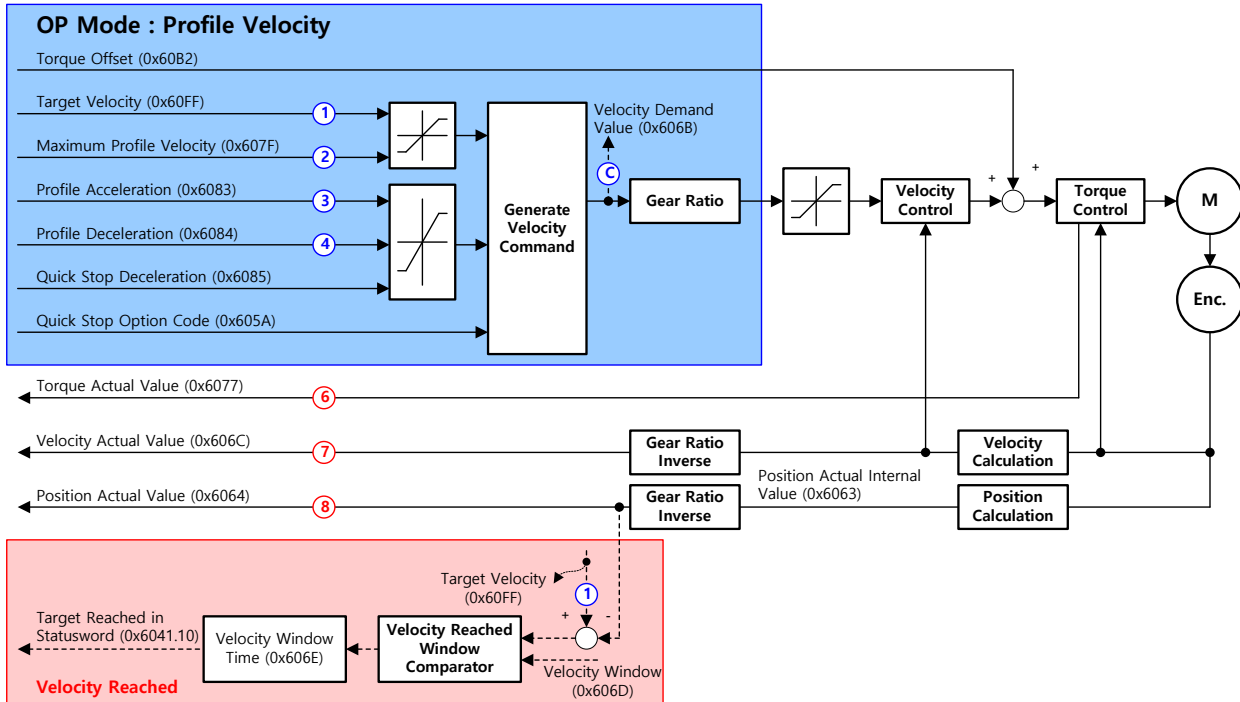 OP Mode : Profile Velocity
Torque Offset (0x60B2)
Target Velocity (0x60FF)
1
Maximum Profile Velocity (0x607F)
2
Profile Acceleration (0x6083)
3
Profile Deceleration (0x6084)
4
Quick Stop Deceleration (0x6085)
Quick Stop Option Code (0x605A)
Generate
Velocity
Command
Velocity Demand
Value (0x606B)
C
Gear Ratio
Velocity
Control
+
+
Torque
Control
M
Enc.
Torque Actual Value (0x6077)
6
Velocity Actual Value (0x606C)
7
Gear Ratio
Inverse
Velocity
Calculation
Position Actual Value (0x6064)
8
Gear Ratio
Inverse
Position Actual Internal
Value (0x6063)
Position
Calculation
Target Velocity
(0x60FF)
1
+
-
Target Reached in
Statusword (0x6041.10)
Velocity Window
Time (0x606E)
Velocity Reached
Window
Comparator
Velocity Window
(0x606D)
Velocity Reached